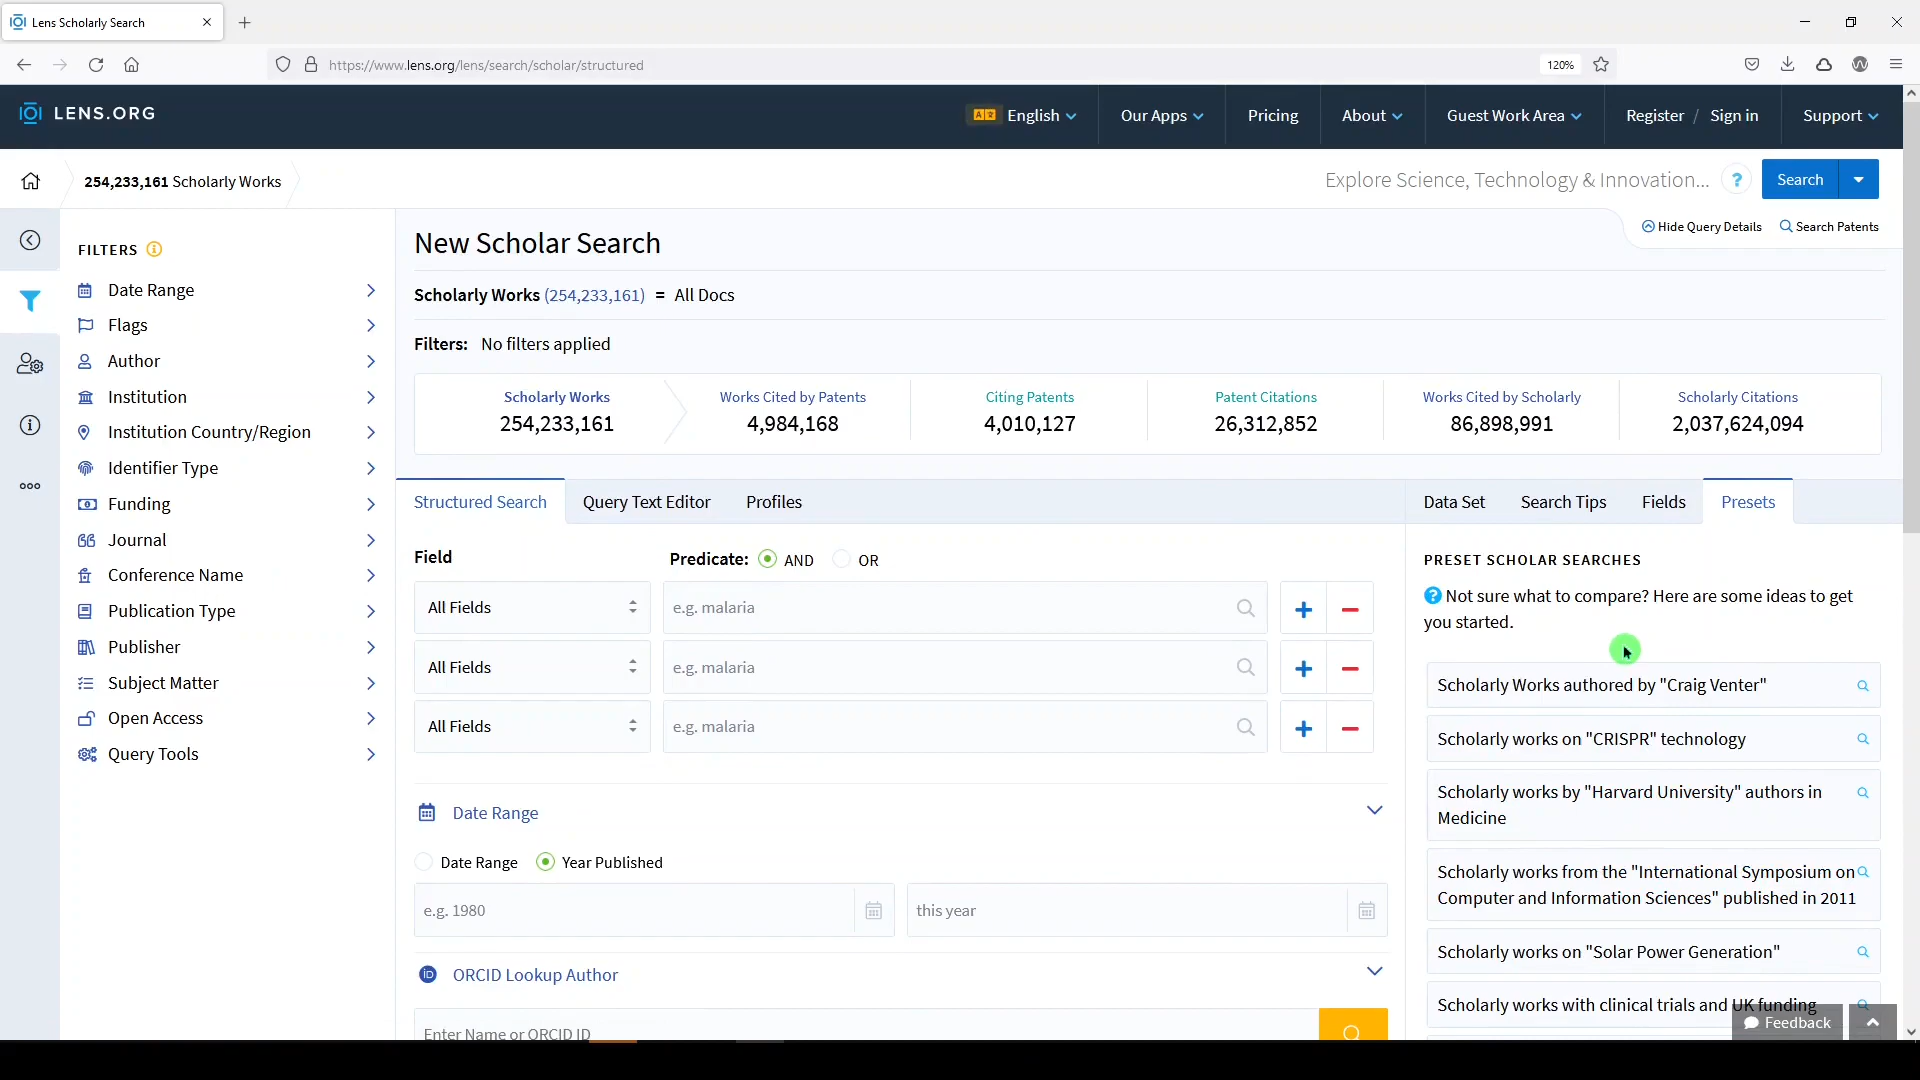 Lens Scholarly Search
https://www.lens.org/lens/search/scholar/structured
120%
LENS.ORG
English
Our Apps
Pricing
About
Guest Work Area
Register / Sign in
Support
254,233,161 Scholarly Works
Explore Science, Technology & Innovation...
?
Search
Hide Query Details
Search Patents
FILTERS
Date Range
Flags
Author
Institution
Institution Country/Region
Identifier Type
Funding
Journal
Conference Name
Publication Type
Publisher
Subject Matter
Open Access
Query Tools
New Scholar Search
Scholarly Works (254,233,161) = All Docs
Filters: No filters applied
Scholarly Works
254,233,161
Works Cited by Patents
4,984,168
Citing Patents
4,010,127
Patent Citations
26,312,852
Works Cited by Scholarly
86,898,991
Scholarly Citations
2,037,624,094
Structured Search
Query Text Editor
Profiles
Field
Predicate: AND OR
All Fields
e.g. malaria
All Fields
e.g. malaria
All Fields
e.g. malaria
Date Range
Date Range
Year Published
e.g. 1980
this year
ORCID Lookup Author
Enter Name or ORCID ID
Data Set
Search Tips
Fields
Presets
PRESET SCHOLAR SEARCHES
Not sure what to compare? Here are some ideas to get
you started.
Scholarly Works authored by "Craig Venter"
Scholarly works on "CRISPR" technology
Scholarly works by "Harvard University" authors in
Medicine
Scholarly works from the "International Symposium on
Computer and Information Sciences" published in 2011
Scholarly works on "Solar Power Generation"
Scholarly works with clinical trials and UK funding
Feedback